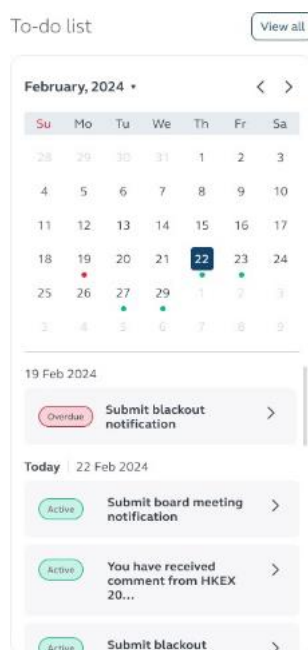 To-do list
View all
February, 2024
Su Mo Tu We Th Fr Sa
28 29 30 31 1 2 3
4 5 6 7 8 9 10
11 12 13 14 15 16 17
18 19 20 21 22 23 24
25 26 27 29 1 2 3
3 4 5 6 7 8 9
19 Feb 2024
Overdue
Submit blackout
notification
Today | 22 Feb 2024
Active
Submit board meeting
notification
Active
You have received
comment from HKEX
20...
Active
Submit blackout